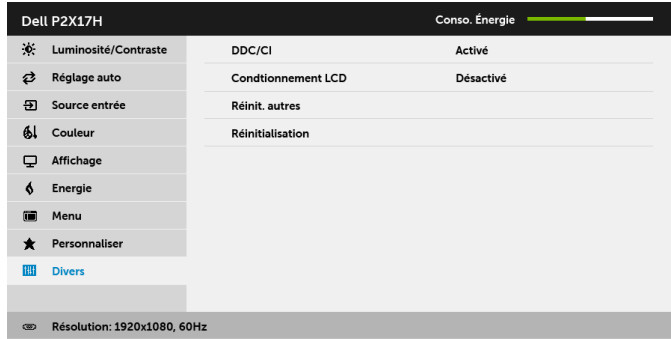 Dell P2X17H Conso. Énergie
Luminosité/Contraste DDC/CI Activé
Réglage auto Condtionnement LCD Désactivé
Source entrée Réinit. autres
Couleur Réinitialisation
Affichage
Energie
Menu
Personnaliser
Divers
Résolution: 1920x1080, 60Hz